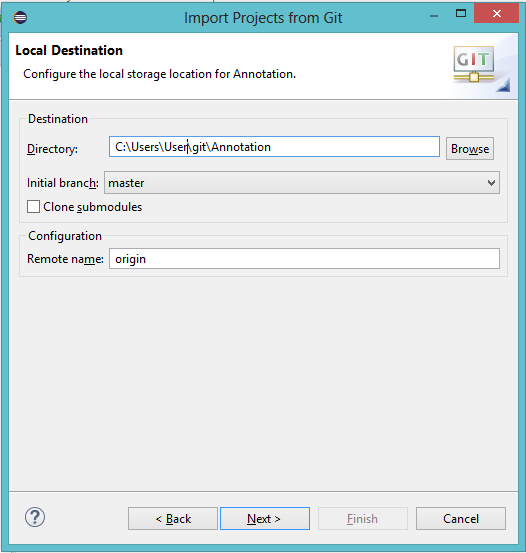 Import Projects from Git
Local Destination
Configure the local storage location for Annotation.
GIT
Destination
Directory: C:\Users\User\git\Annotation Browse
Initial branch: master
Clone submodules
Configuration
Remote name: origin
? < Back Next > Finish Cancel